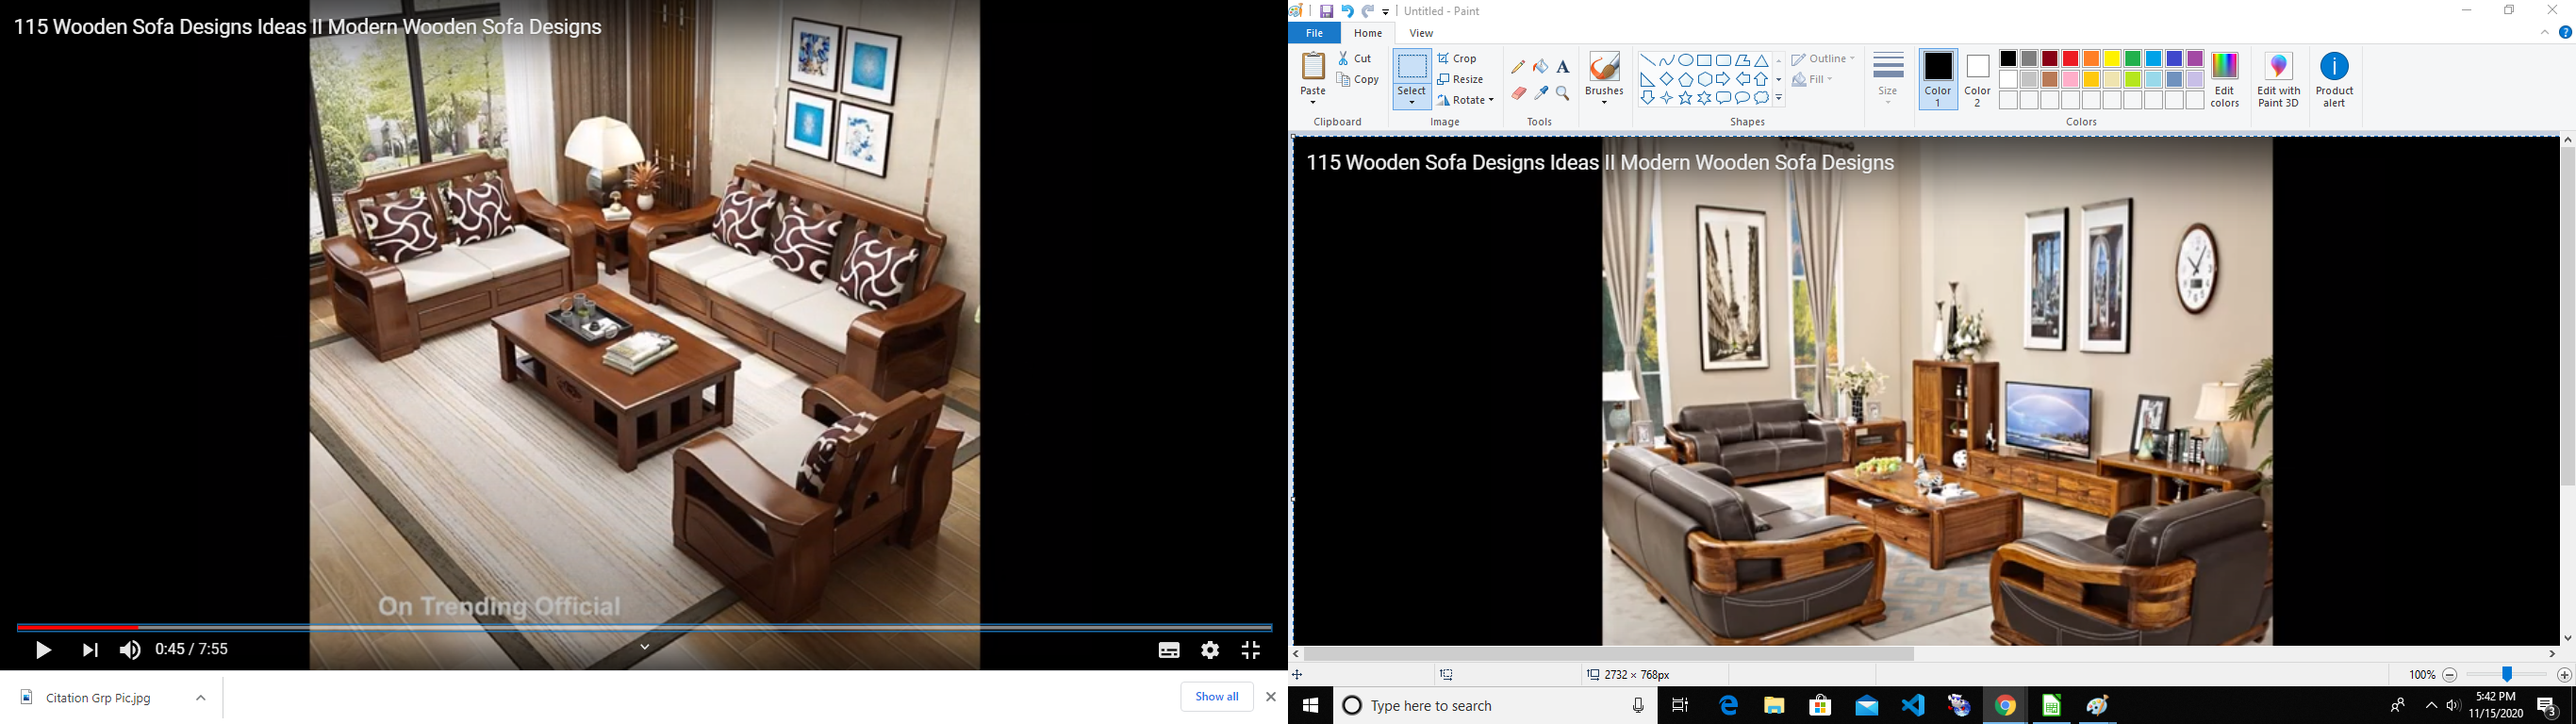 115 Wooden Sofa Designs Ideas II Modern Wooden Sofa Designs
On Trending Official
0:45 / 7:55
Citation Grp Pic.jpg
Show all
Untitled - Paint
File
Home
View
Paste
Cut
Copy
Clipboard
Select
Crop
Resize
Rotate
Image
A
Tools
Brushes
Shapes
Outline
Fill
Size
Color
1
Color
2
Edit
colors
Colors
Edit with
Paint 3D
Product
alert
115 Wooden Sofa Designs Ideas II Modern Wooden Sofa Designs
2732 × 768px
100%
Type here to search
5:42 PM
11/15/2020
3